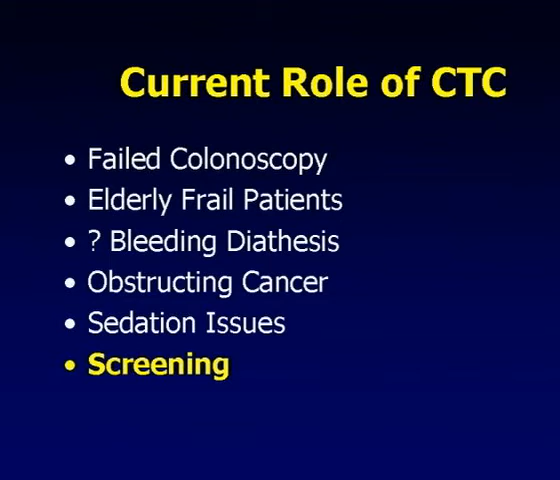 Current Role of CTC
• Failed Colonoscopy
• Elderly Frail Patients
• ? Bleeding Diathesis
• Obstructing Cancer
• Sedation Issues
• Screening